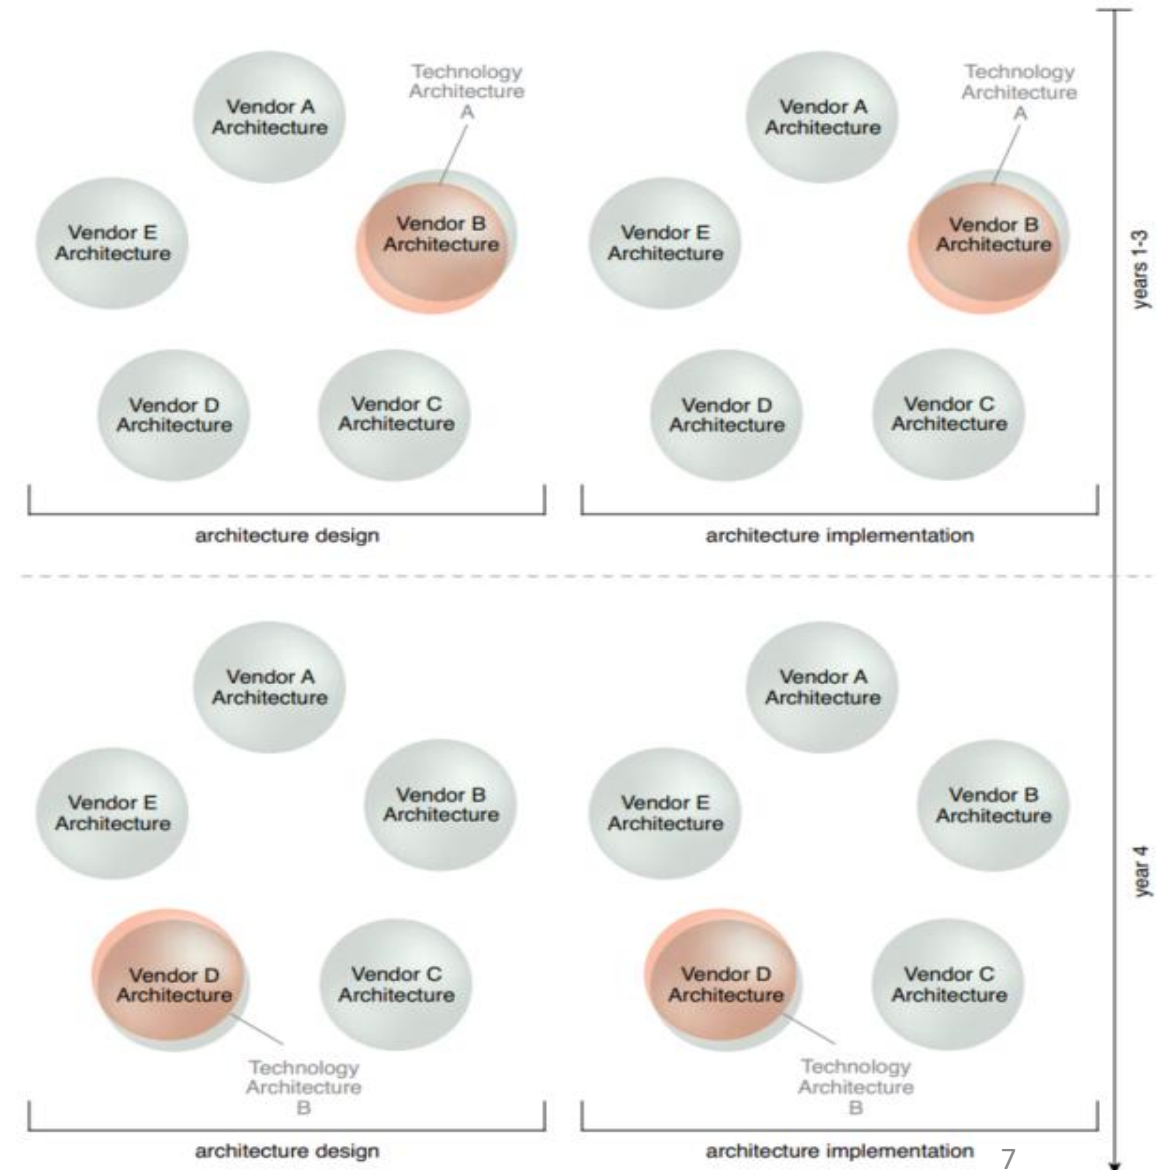 Vendor A
Architecture
Technology
Architecture
A
Vendor E
Architecture
Vendor B
Architecture
Vendor D
Architecture
Vendor C
Architecture
architecture design
Vendor A
Architecture
Technology
Architecture
A
Vendor E
Architecture
Vendor B
Architecture
Vendor D
Architecture
Vendor C
Architecture
architecture implementation
years 1-3
Vendor A
Architecture
Vendor E
Architecture
Vendor B
Architecture
Vendor D
Architecture
Vendor C
Architecture
Technology
Architecture
B
architecture design
Vendor A
Architecture
Vendor E
Architecture
Vendor B
Architecture
Vendor D
Architecture
Vendor C
Architecture
Technology
Architecture
B
architecture implementation
year 4
7